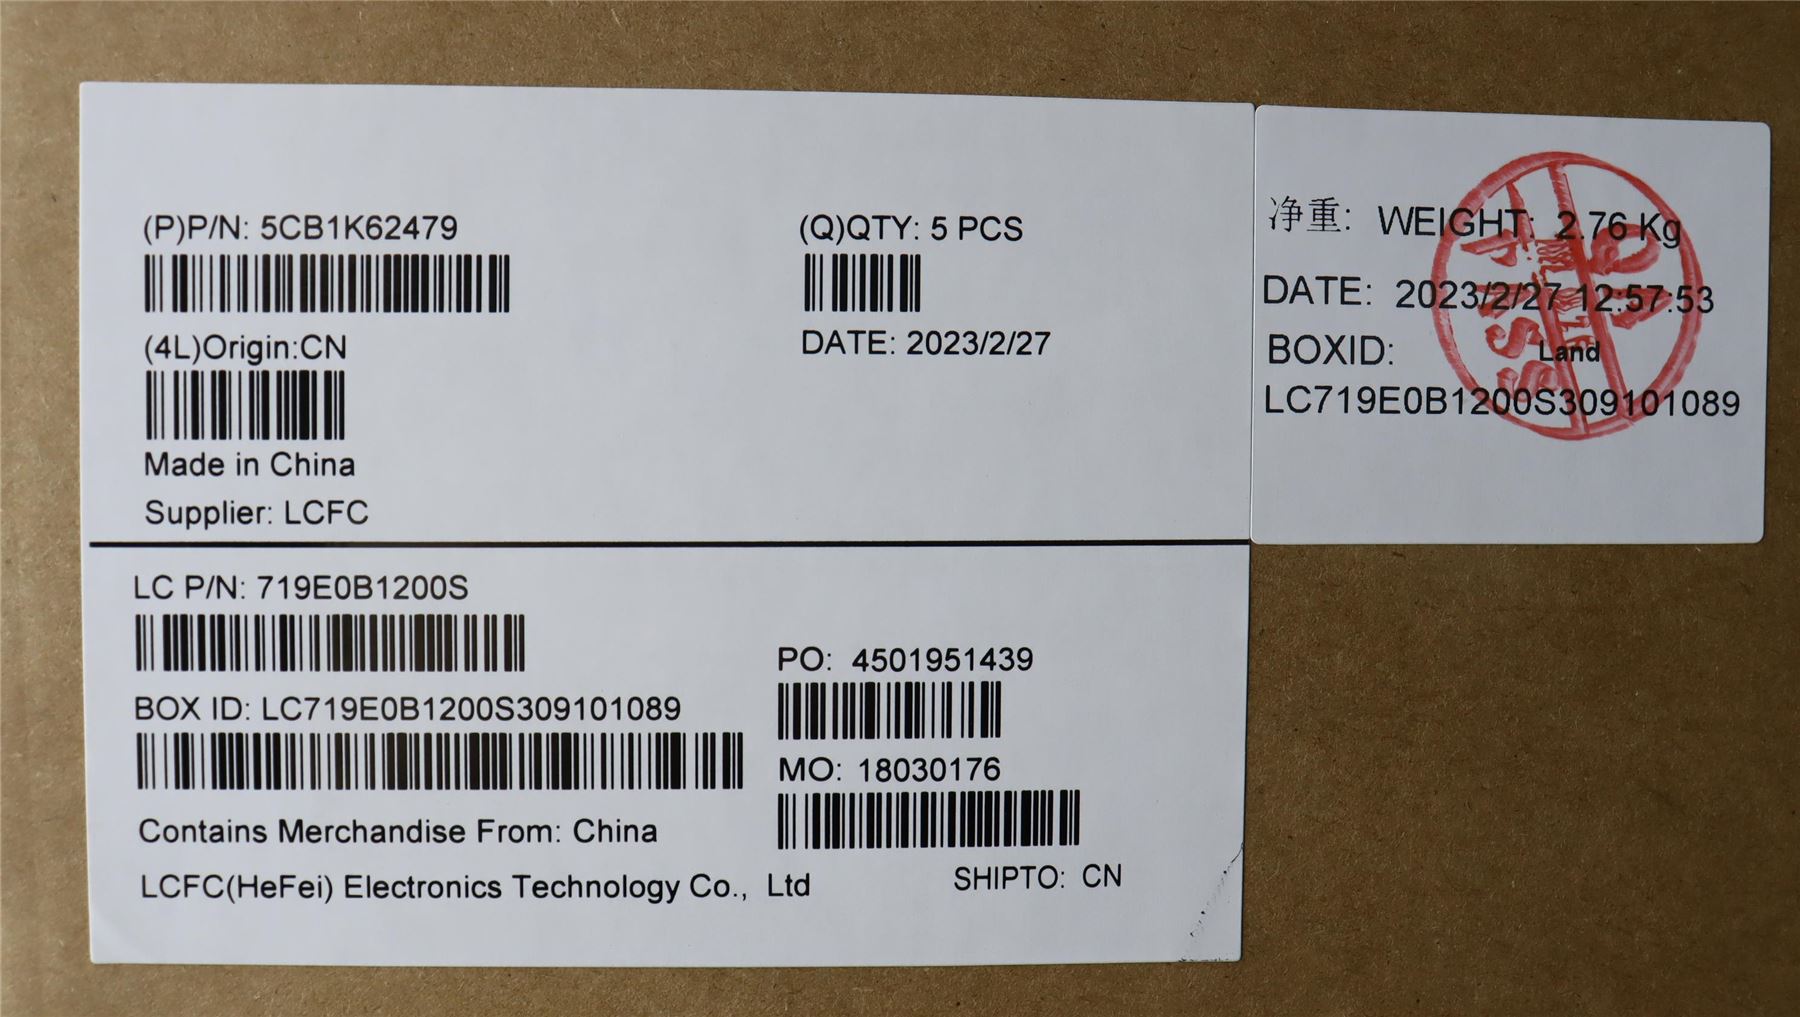 (P)P/N: 5CB1K62479
(Q)QTY: 5 PCS
(4L)Origin:CN
DATE: 2023/2/27
Made in China
Supplier: LCFC
LC P/N: 719E0B1200S
PO: 4501951439
BOX ID: LC719E0B1200S309101089
MO: 18030176
Contains Merchandise From: China
LCFC(HeFei) Electronics Technology Co., Ltd
SHIPTO: CN
净重: WEIGHT: 2.76 Kg
DATE: 2023/2/27 12:57:53
BOXID: Land
LC719E0B1200S309101089